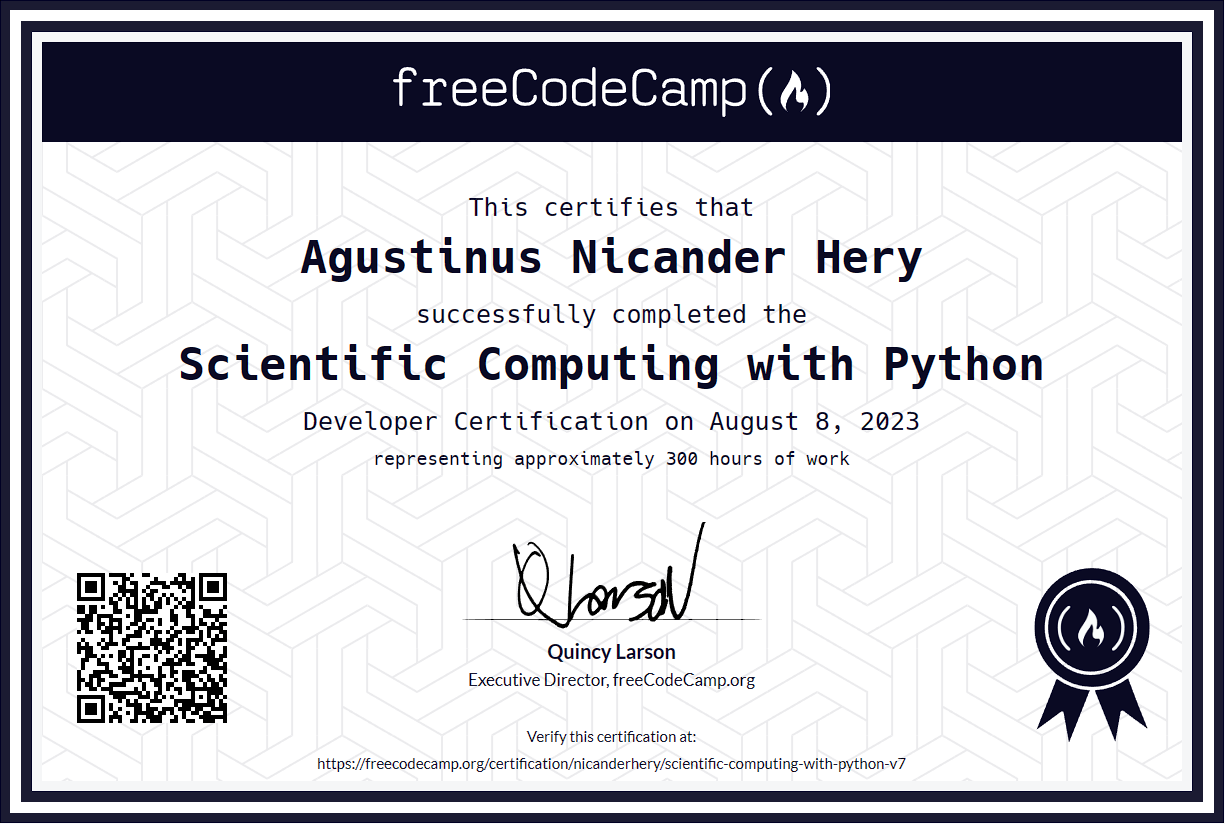 freeCodeCamp(🔥)
This certifies that
Agustinus Nicander Hery
successfully completed the
Scientific Computing with Python
Developer Certification on August 8, 2023
representing approximately 300 hours of work
Q Larson
Quincy Larson
Executive Director, freeCodeCamp.org
Verify this certification at:
https://freecodecamp.org/certification/nicanderhery/scientific-computing-with-python-v7